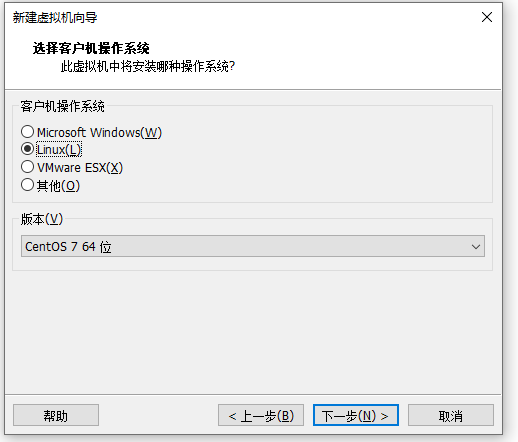 新建虚拟机向导
选择客户机操作系统
此虚拟机中将安装哪种操作系统?
客户机操作系统
Microsoft Windows(W)
Linux(L)
VMware ESX(X)
其他(O)
版本(V)
CentOS 7 64 位
帮助
< 上一步(B)
下一步(N) >
取消